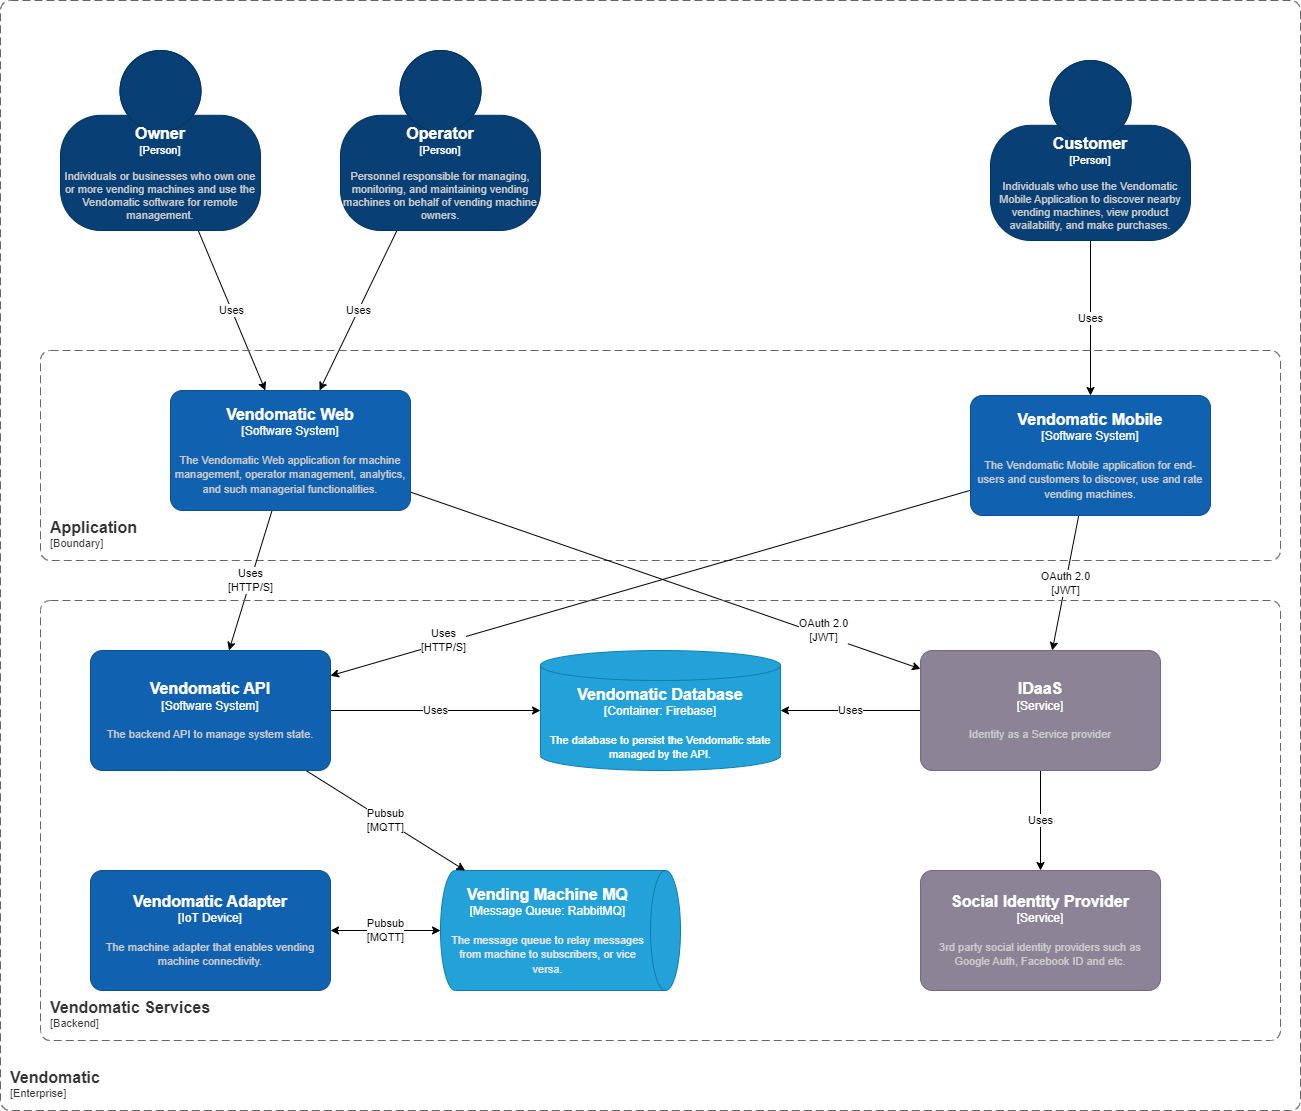 Owner
[Person]
Individuals or businesses who own one
or more vending machines and use the
Vendomatic software for remote
management.
Operator
[Person]
Personnel responsible for managing,
monitoring, and maintaining vending
machines on behalf of vending machine
owners.
Customer
[Person]
Individuals who use the Vendomatic
Mobile Application to discover nearby
vending machines, view product
availability, and make purchases.
Uses
Uses
Uses
Vendomatic Web
[Software System]
The Vendomatic Web application for machine
management, operator management, analytics,
and such managerial functionalities.
Vendomatic Mobile
[Software System]
The Vendomatic Mobile application for end-
users and customers to discover, use and rate
vending machines.
Application
[Boundary]
Uses
[HTTP/S]
OAuth 2.0
[JWT]
Uses
[HTTP/S]
OAuth 2.0
[JWT]
Vendomatic API
[Software System]
The backend API to manage system state.
Uses
Vendomatic Database
[Container: Firebase]
The database to persist the Vendomatic state
managed by the API.
Uses
IDaaS
[Service]
Identity as a Service provider
Pubsub
[MQTT]
Uses
Vendomatic Adapter
[IoT Device]
The machine adapter that enables vending
machine connectivity.
Pubsub
[MQTT]
Vending Machine MQ
[Message Queue: RabbitMQ]
The message queue to relay messages
from machine to subscribers, or vice
versa.
Social Identity Provider
[Service]
3rd party social identity providers such as
Google Auth, Facebook ID and etc.
Vendomatic Services
[Backend]
Vendomatic
[Enterprise]